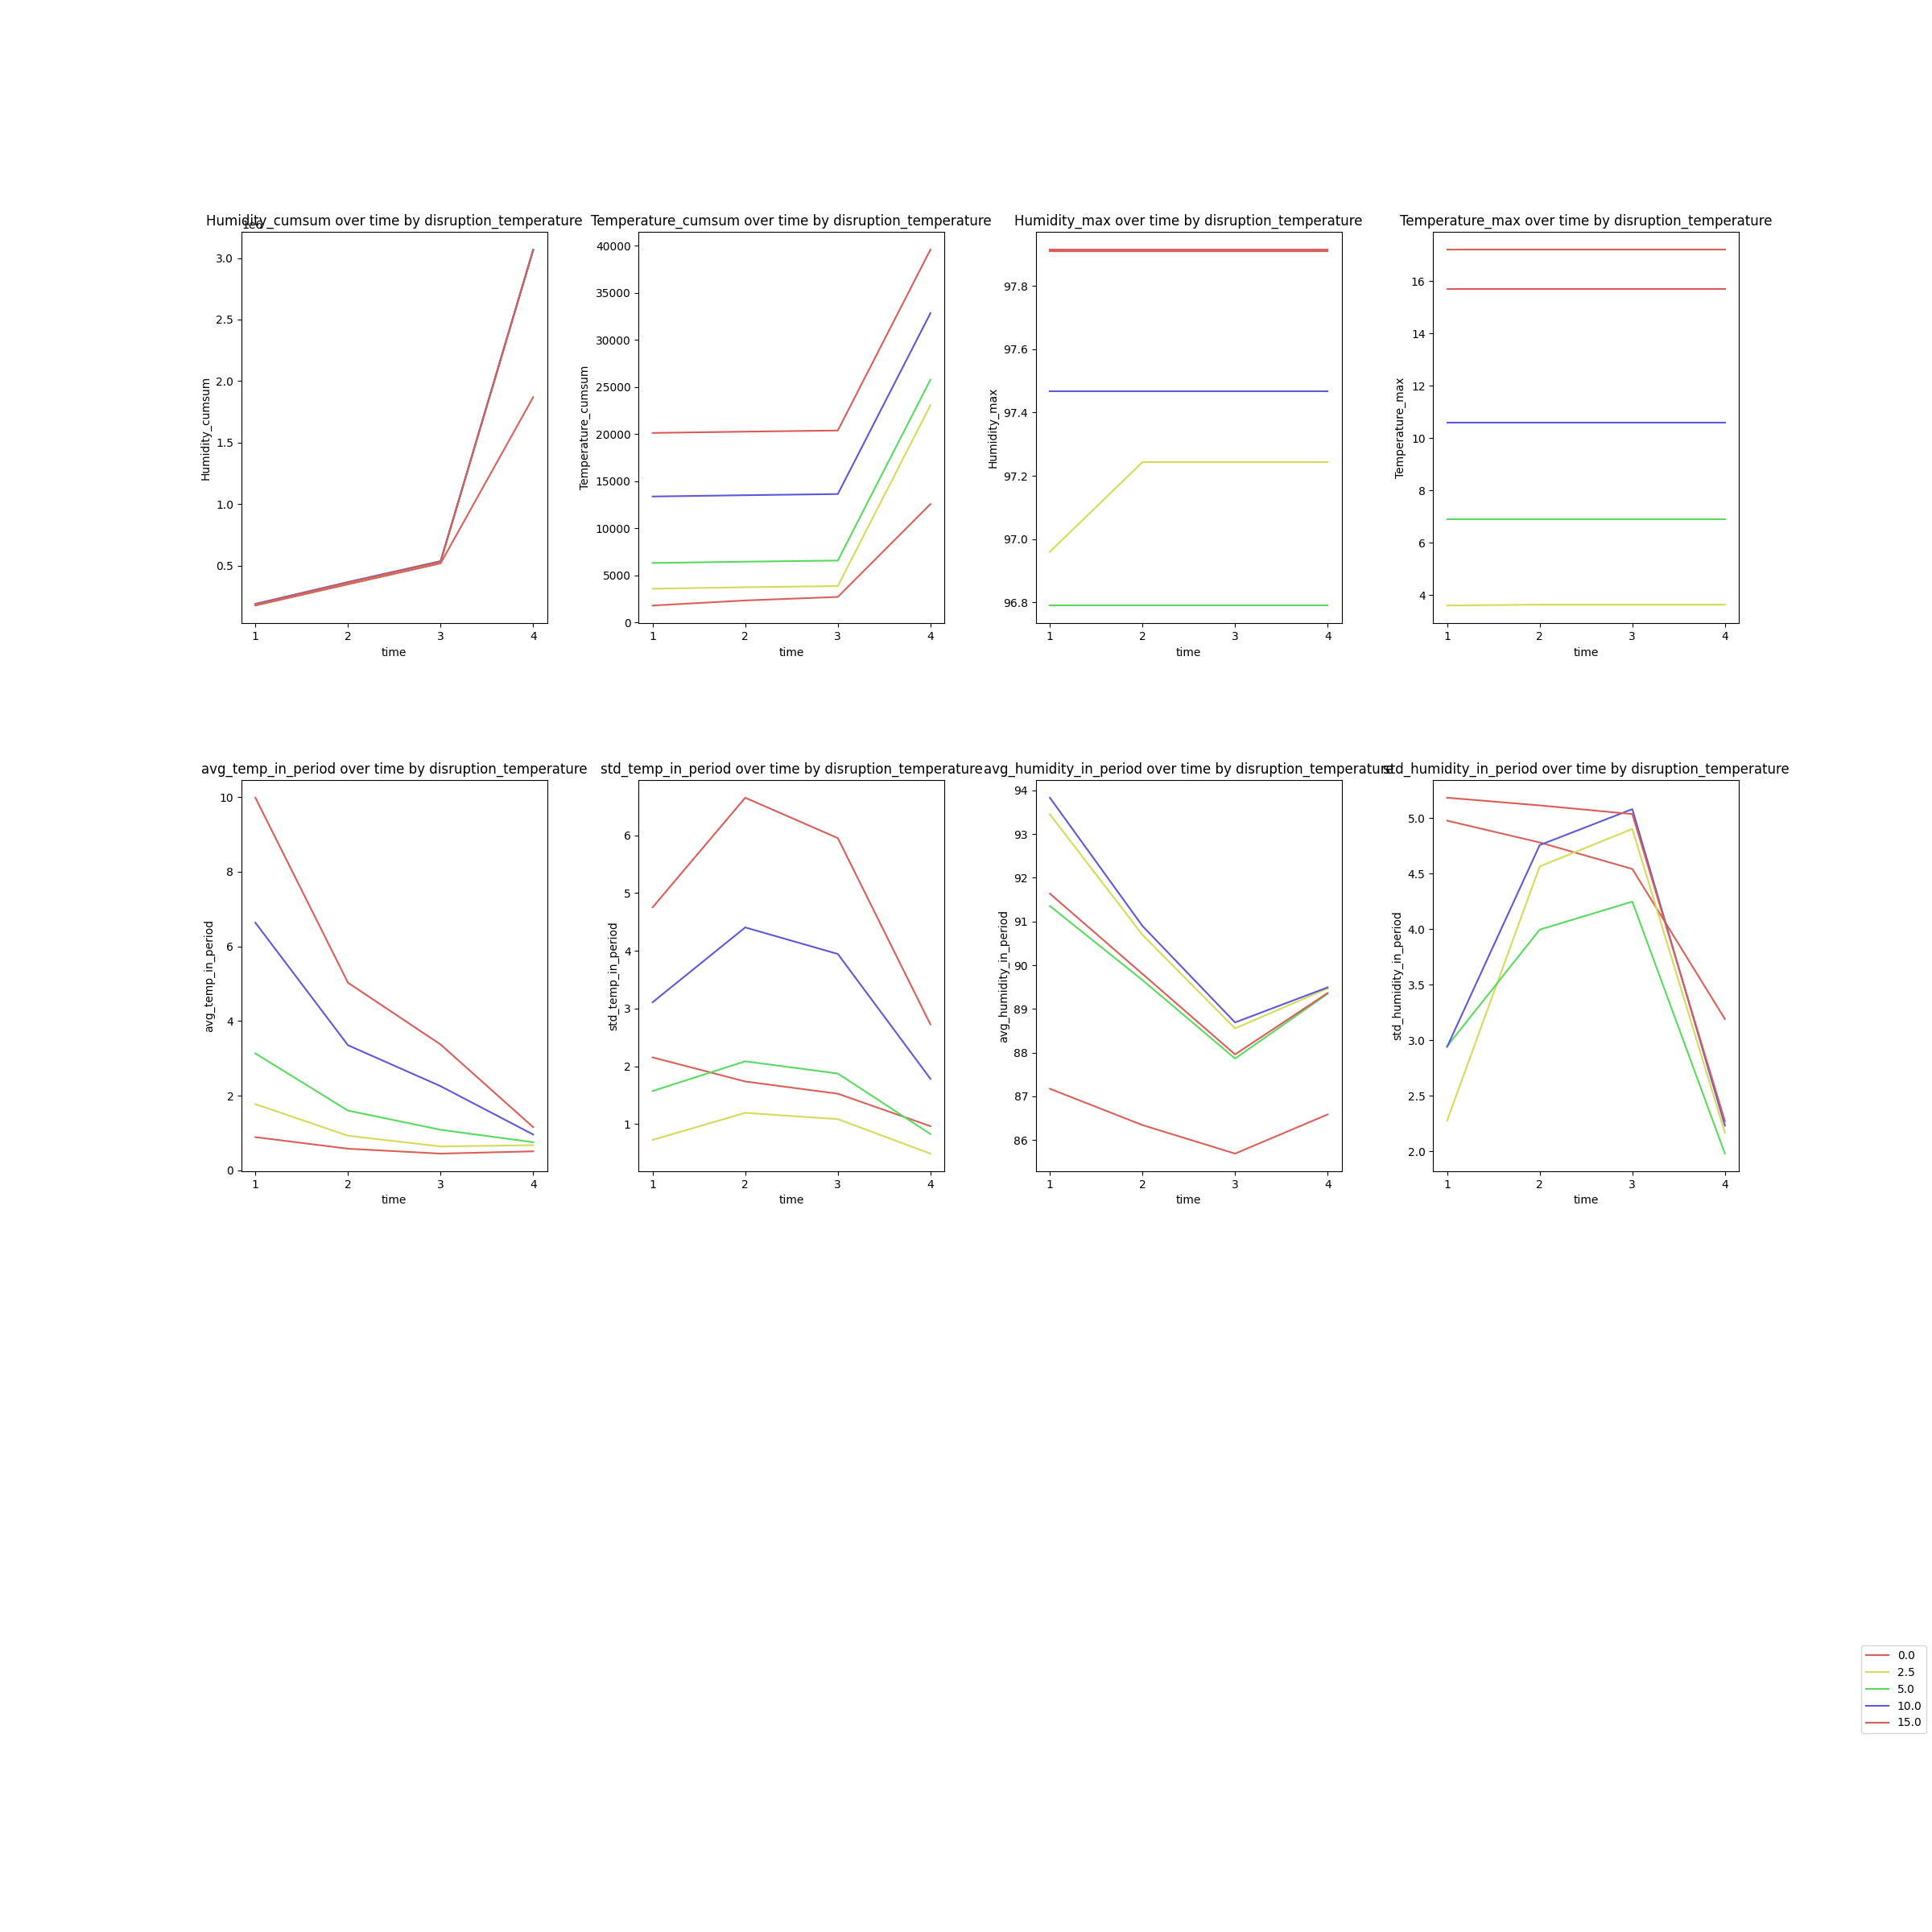 Humidity_cumsum over time by disruption_temperature
1e6
3.0
2.5
2.0
1.5
1.0
0.5
Humidity_cumsum
1 2 3 4
time
Temperature_cumsum over time by disruption_temperature
40000
35000
30000
25000
20000
15000
10000
5000
0
Temperature_cumsum
1 2 3 4
time
Humidity_max over time by disruption_temperature
97.8
97.6
97.4
97.2
97.0
96.8
Humidity_max
1 2 3 4
time
Temperature_max over time by disruption_temperature
16
14
12
10
8
6
4
Temperature_max
1 2 3 4
time
avg_temp_in_period over time by disruption_temperature
10
8
6
4
2
0
avg_temp_in_period
1 2 3 4
time
std_temp_in_period over time by disruption_temperature
6
5
4
3
2
1
std_temp_in_period
1 2 3 4
time
avg_humidity_in_period over time by disruption_temperature
94
93
92
91
90
89
88
87
86
avg_humidity_in_period
1 2 3 4
time
std_humidity_in_period over time by disruption_temperature
5.0
4.5
4.0
3.5
3.0
2.5
2.0
std_humidity_in_period
1 2 3 4
time
0.0
2.5
5.0
10.0
15.0